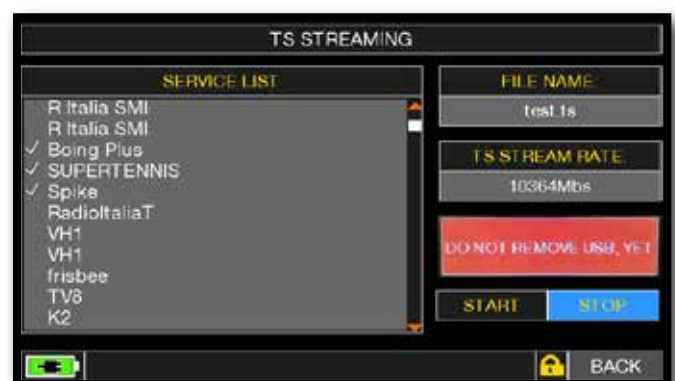 TS STREAMING
SERVICE LIST
R Italia SMI
R Italia SMI
✓ Boing Plus
✓ SUPERTENNIS
✓ Spike
RadioItaliaT
VH1
VH1
frisbee
TV8
K2
FILE NAME
test.ts
TS STREAM RATE
10364Mbs
DO NOT REMOVE USB, YET
START STOP
BACK